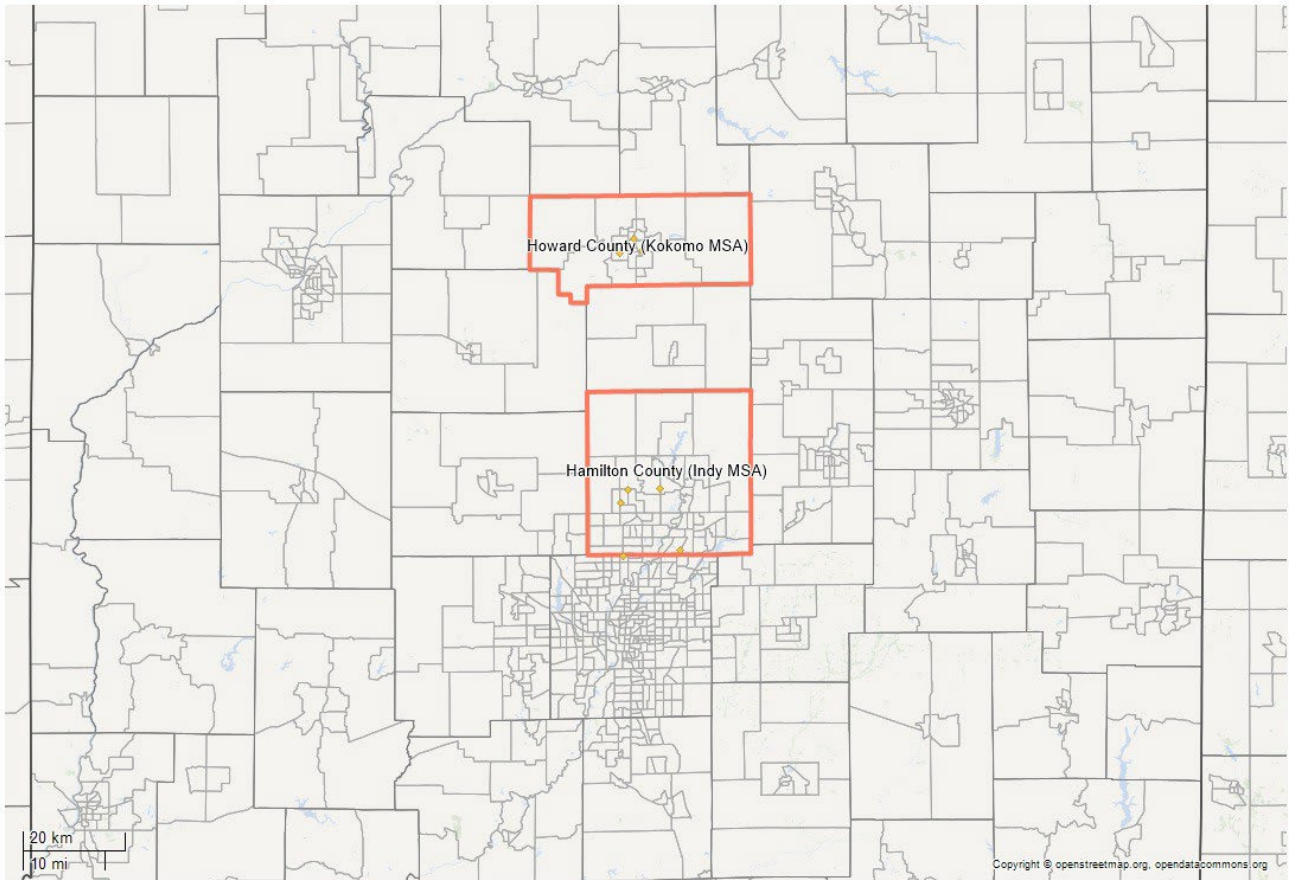 Howard County (Kokomo MSA)
Hamilton County (Indy MSA)
20 km
10 mi
Copyright © openstreetmap.org, opendatacommons.org